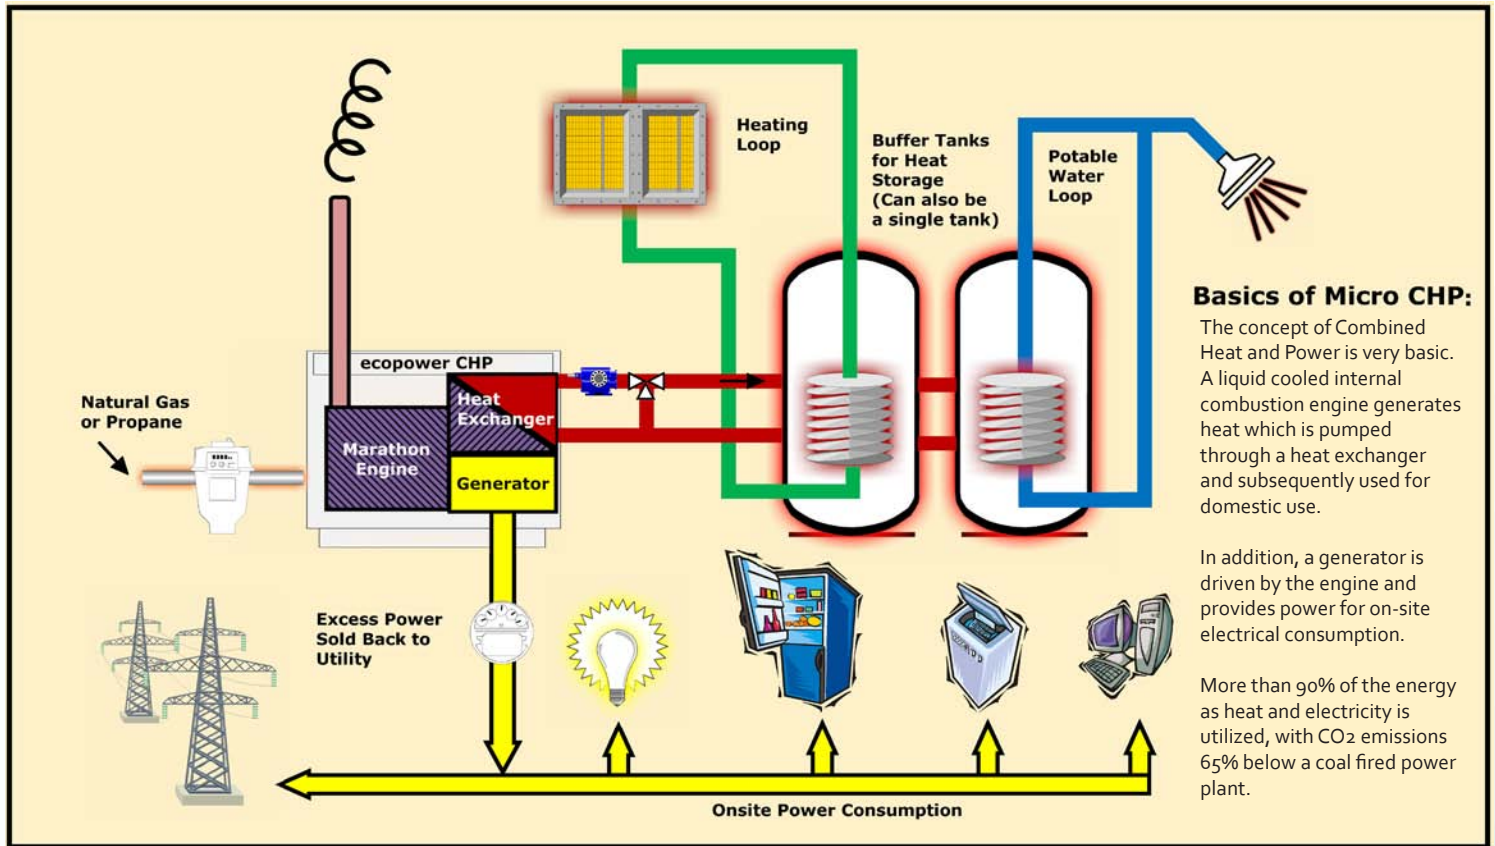 Heating
Loop
Buffer Tanks
for Heat
Storage
(Can also be
a single tank)
Potable
Water
Loop
ecopower CHP
Heat
Exchanger
Marathon
Engine
Generator
Natural Gas
or Propane
Excess Power
Sold Back to
Utility
Onsite Power Consumption
Basics of Micro CHP:
The concept of Combined
Heat and Power is very basic.
A liquid cooled internal
combustion engine generates
heat which is pumped
through a heat exchanger
and subsequently used for
domestic use.
In addition, a generator is
driven by the engine and
provides power for on-site
electrical consumption.
More than 90% of the energy
as heat and electricity is
utilized, with CO2 emissions
65% below a coal fired power
plant.